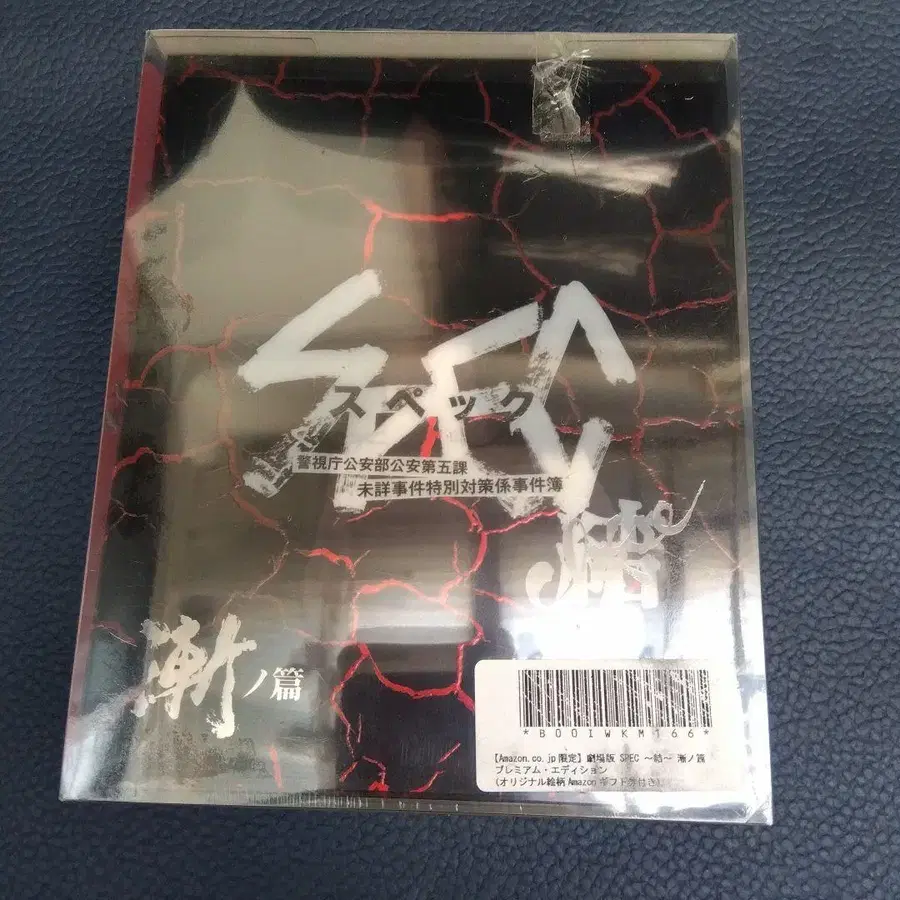 SPEC
スペック
警視庁公安部公安第五課
未詳事件特別対策係事件簿
結
漸ノ篇
*B00IWKM166*
【Amazon.co.jp限定】劇場版 SPEC ～結～ 漸ノ篇
プレミアム・エディション
(オリジナル絵柄Amazonギフト券付き)